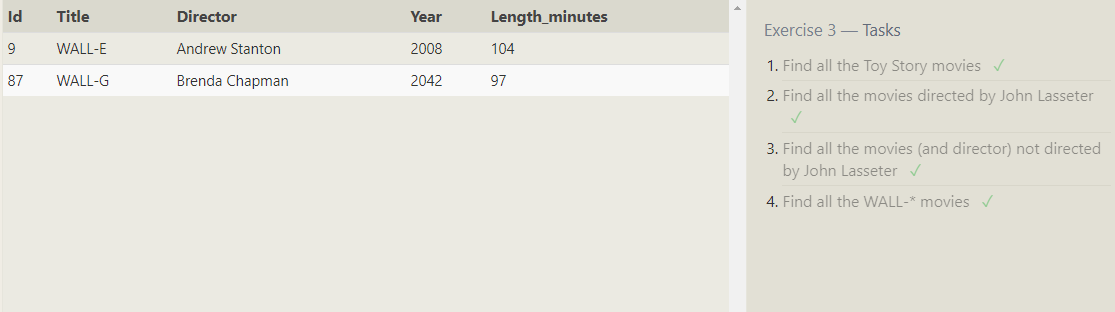 Id Title Director Year Length_minutes
9 WALL-E Andrew Stanton 2008 104
87 WALL-G Brenda Chapman 2042 97
Exercise 3 — Tasks
1. Find all the Toy Story movies ✓
2. Find all the movies directed by John Lasseter
✓
3. Find all the movies (and director) not directed
by John Lasseter ✓
4. Find all the WALL-* movies ✓